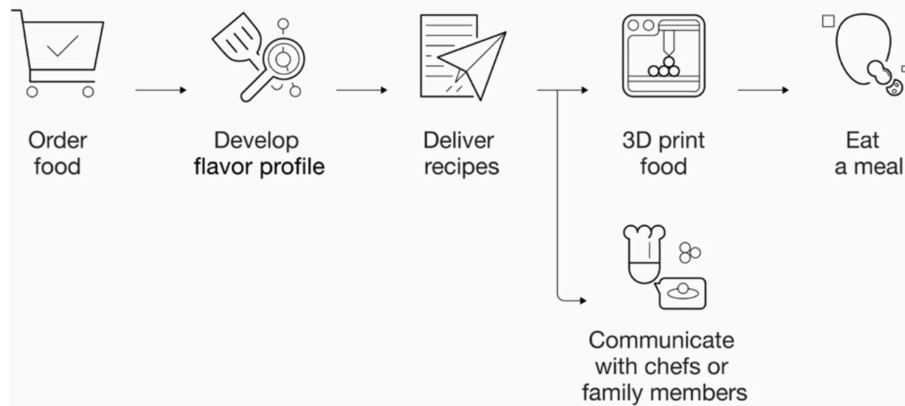 Order
food
Develop
flavor profile
Deliver
recipes
3D print
food
Eat
a meal
Communicate
with chefs or
family members